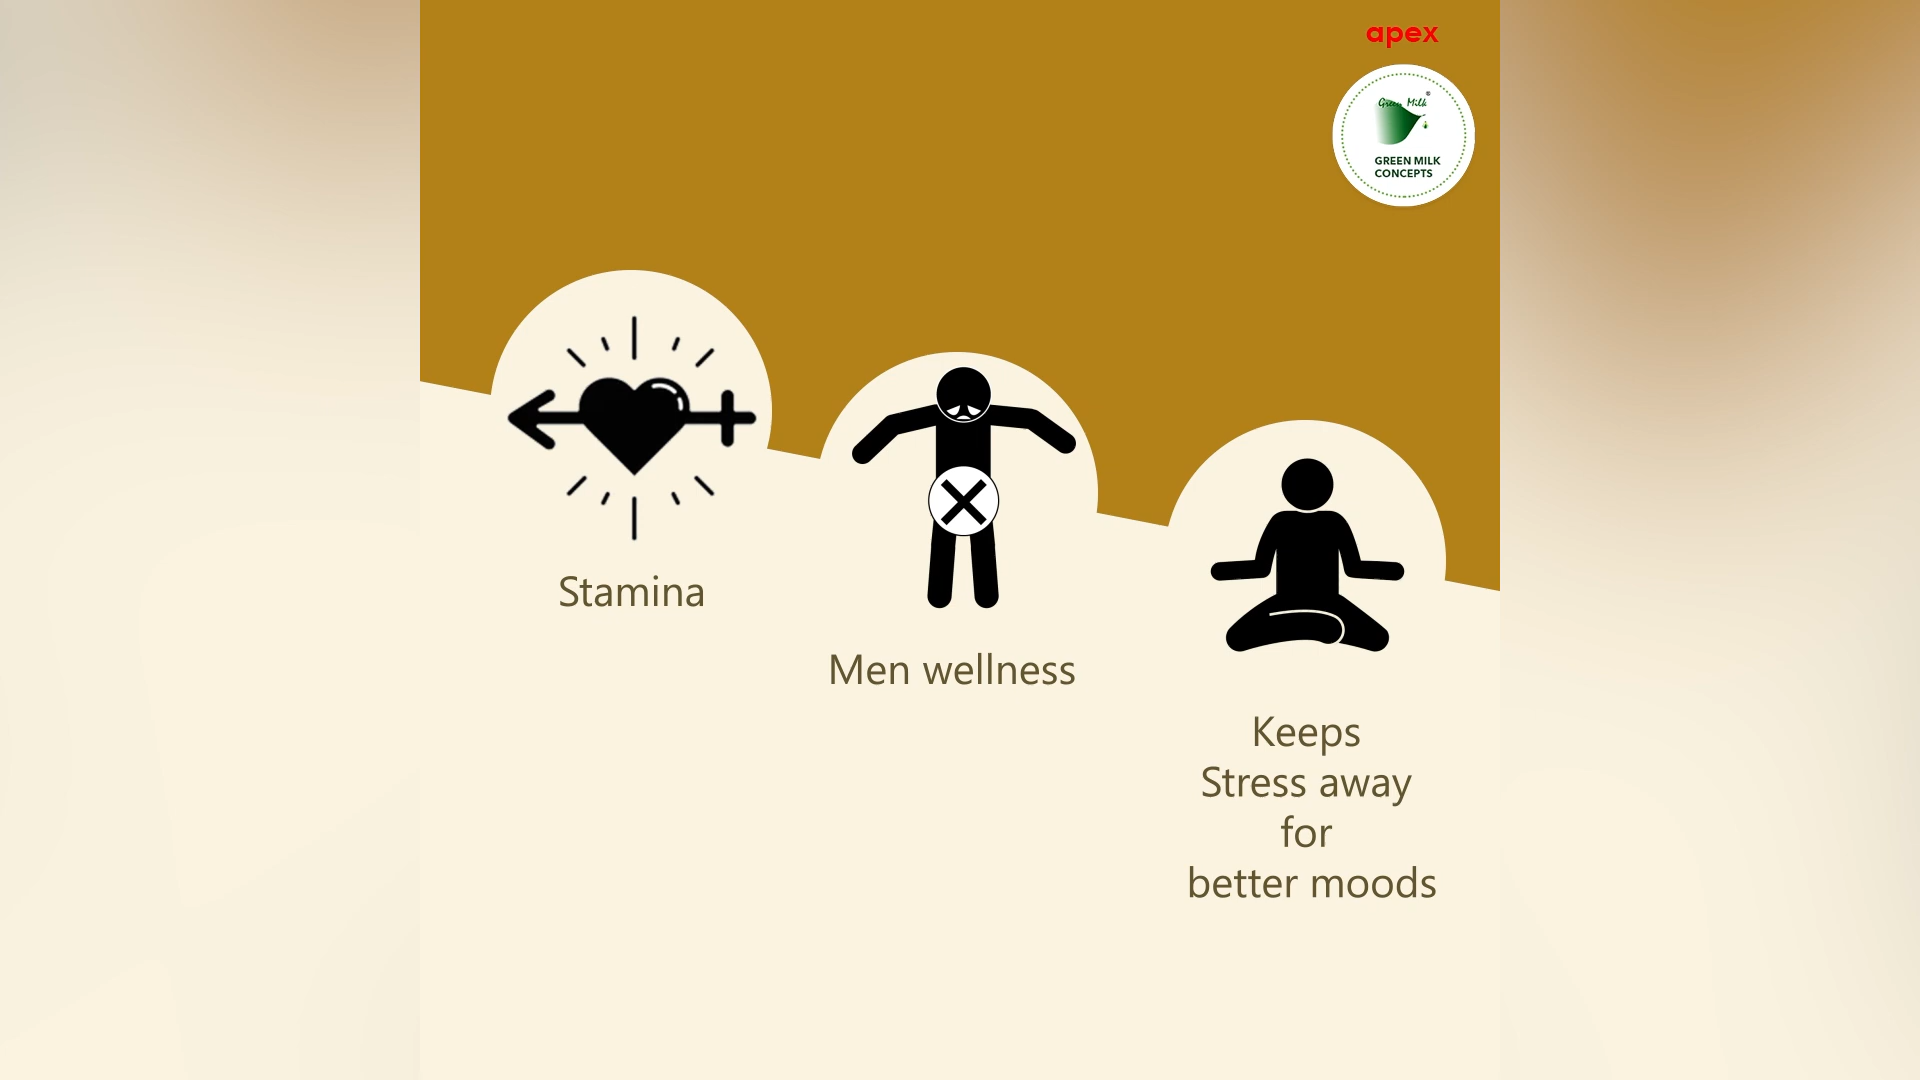 apex
Green Milk
®
GREEN MILK
CONCEPTS
Stamina
Men wellness
Keeps
Stress away
for
better moods